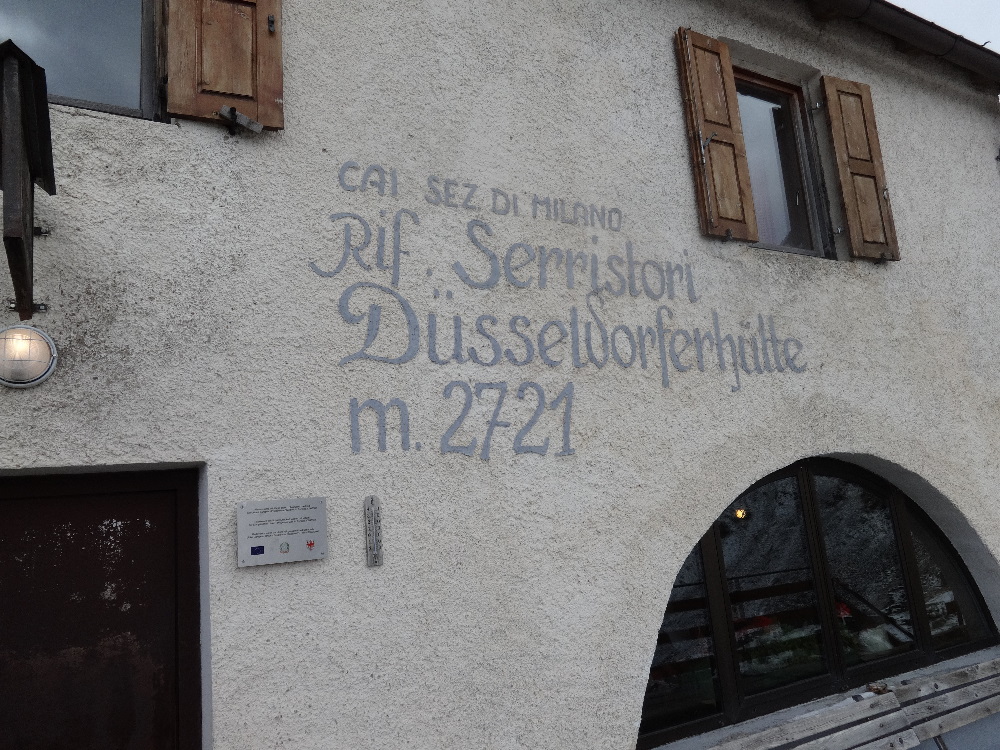 CAI SEZ DI MILANO
Rif. Serristori
Düsseldorferhütte
m. 2721